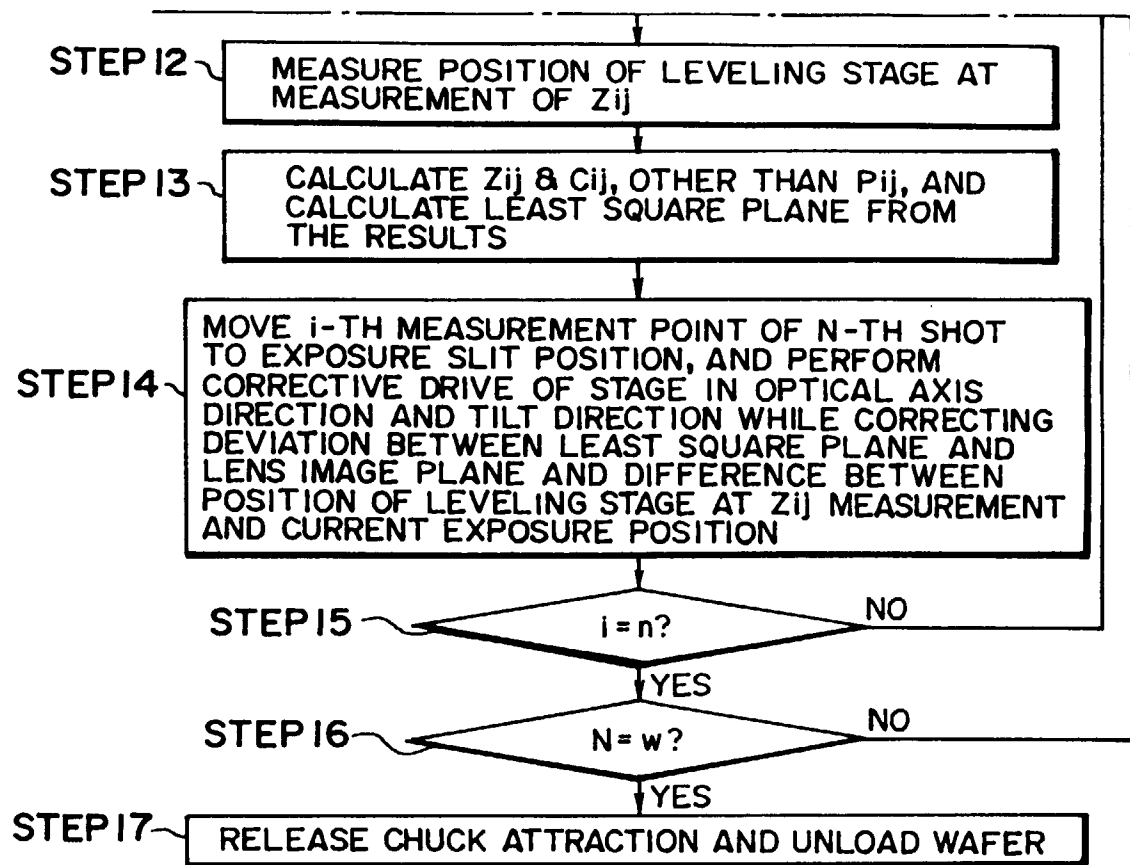 STEP 12
MEASURE POSITION OF LEVELING STAGE AT
MEASUREMENT OF Zij
STEP 13
CALCULATE Zij & Cij, OTHER THAN Pij, AND
CALCULATE LEAST SQUARE PLANE FROM
THE RESULTS
STEP 14
MOVE i-TH MEASUREMENT POINT OF N-TH SHOT
TO EXPOSURE SLIT POSITION, AND PERFORM
CORRECTIVE DRIVE OF STAGE IN OPTICAL AXIS
DIRECTION AND TILT DIRECTION WHILE CORRECTING
DEVIATION BETWEEN LEAST SQUARE PLANE AND
LENS IMAGE PLANE AND DIFFERENCE BETWEEN
POSITION OF LEVELING STAGE AT Zij MEASUREMENT
AND CURRENT EXPOSURE POSITION
STEP 15
i = n?
NO
YES
STEP 16
N = w?
NO
YES
STEP 17
RELEASE CHUCK ATTRACTION AND UNLOAD WAFER